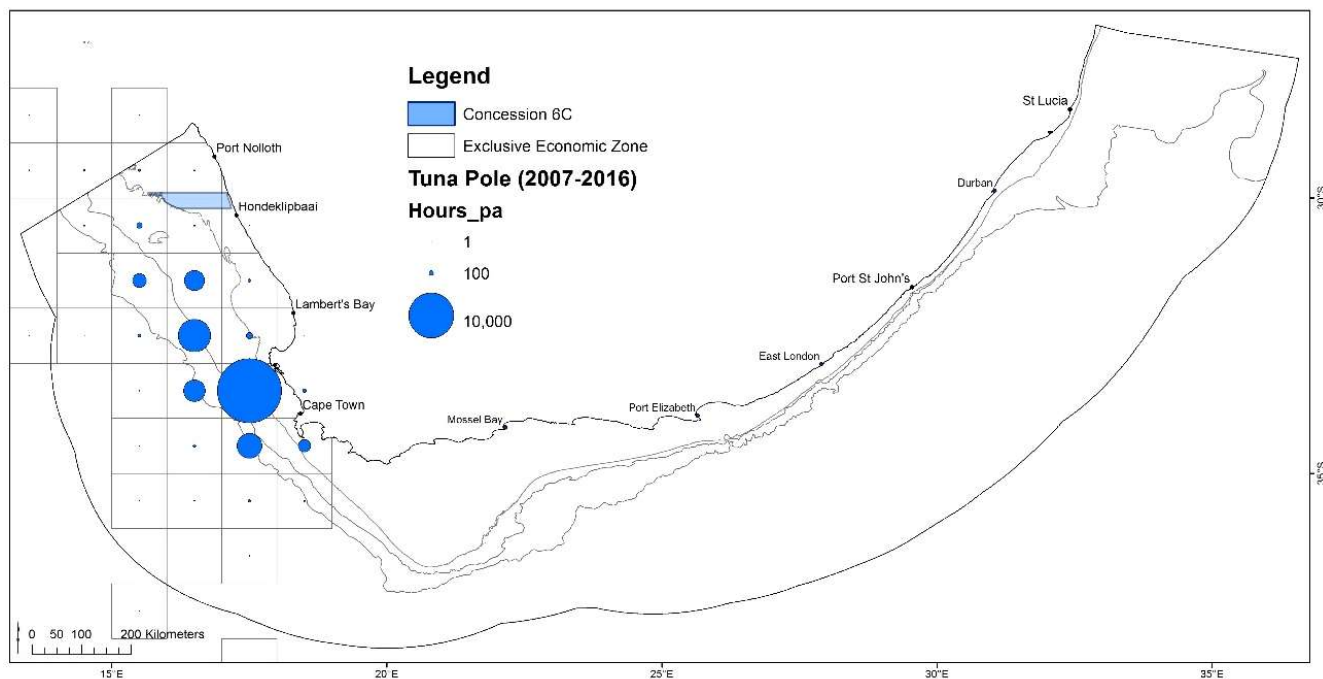 Legend
Concession 6C
Exclusive Economic Zone
Tuna Pole (2007-2016)
Hours_pa
1
100
10,000
St Lucia
Port Nolloth
Durban
Hondeklipbaai
Port St John's
Lambert's Bay
East London
Cape Town
Port Elizabeth
Mossel Bay
30°S
35°S
0 50 100 200 Kilometers
15°E 20°E 25°E 30°E 35°E